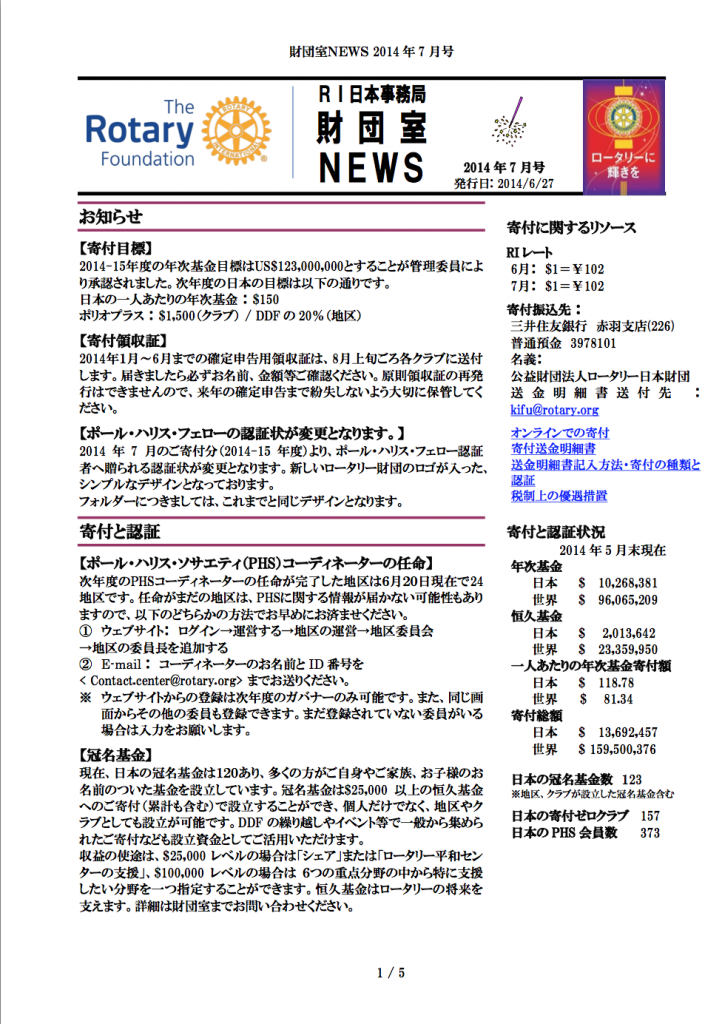 財団室NEWS 2014年7月号
The
Rotary
Foundation
ROTARY
INTERNATIONAL
RI日本事務局
財団室
NEWS
2014年7月号
発行日: 2014/6/27
ロータリーに
輝きを
お知らせ
【寄付目標】
2014-15年度の年次基金目標はUS$123,000,000とすることが管理委員によ
り承認されました。次年度の日本の目標は以下の通りです。
日本の一人あたりの年次基金：$150
ポリオプラス：$1,500(クラブ) / DDFの20%(地区)
【寄付領収証】
2014年1月～6月までの確定申告用領収証は、8月上旬ごろ各クラブに送付
します。届きましたら必ずお名前、金額等ご確認ください。原則領収証の再発
行はできませんので、来年の確定申告まで紛失しないよう大切に保管してく
ださい。
【ポール・ハリス・フェローの認証状が変更となります。】
2014 年 7 月のご寄付分(2014-15 年度)より、ポール・ハリス・フェロー認証
者へ贈られる認証状が変更となります。新しいロータリー財団のロゴが入った、
シンプルなデザインとなっております。
フォルダーにつきましては、これまでと同じデザインとなります。
寄付と認証
【ポール・ハリス・ソサエティ(PHS)コーディネーターの任命】
次年度のPHSコーディネーターの任命が完了した地区は6月20日現在で24
地区です。任命がまだの地区は、PHSに関する情報が届かない可能性もあり
ますので、以下のどちらかの方法でお早めにお済ませください。
① ウェブサイト： ログイン→運営する→地区の運営→地区委員会
→地区の委員長を追加する
② E-mail： コーディネーターのお名前とID番号を
< Contact.center@rotary.org> までお送りください。
※ ウェブサイトからの登録は次年度のガバナーのみ可能です。また、同じ画
面からその他の委員も登録できます。まだ登録されていない委員がいる
場合は入力をお願いします。
【冠名基金】
現在、日本の冠名基金は120あり、多くの方がご自身やご家族、お子様のお
名前のついた基金を設立しています。冠名基金は$25,000 以上の恒久基金
へのご寄付(累計も含む)で設立することができ、個人だけでなく、地区やク
ラブとしても設立が可能です。DDFの繰り越しやイベント等で一般から集めら
れたご寄付なども設立資金としてご活用いただけます。
収益の使途は、$25,000 レベルの場合は「シェア」または「ロータリー平和セン
ターの支援」、$100,000 レベルの場合は 6つの重点分野の中から特に支援
したい分野を一つ指定することができます。恒久基金はロータリーの将来を
支えます。詳細は財団室までお問い合わせください。
寄付に関するリソース
RIレート
6月： $1=￥102
7月： $1=￥102
寄付振込先：
三井住友銀行 赤羽支店(226)
普通預金 3978101
名義：
公益財団法人ロータリー日本財団
送金明細書送付先：
kifu@rotary.org
オンラインでの寄付
寄付送金明細書
送金明細書記入方法・寄付の種類と
認証
税制上の優遇措置
寄付と認証状況
2014年5月末現在
年次基金
日本 $ 10,268,381
世界 $ 96,065,209
恒久基金
日本 $ 2,013,642
世界 $ 23,359,950
一人あたりの年次基金寄付額
日本 $ 118.78
世界 $ 81.34
寄付総額
日本 $ 13,692,457
世界 $ 159,500,376
日本の冠名基金数 123
※地区、クラブが設立した冠名基金含む
日本の寄付ゼロクラブ 157
日本のPHS会員数 373
1 / 5